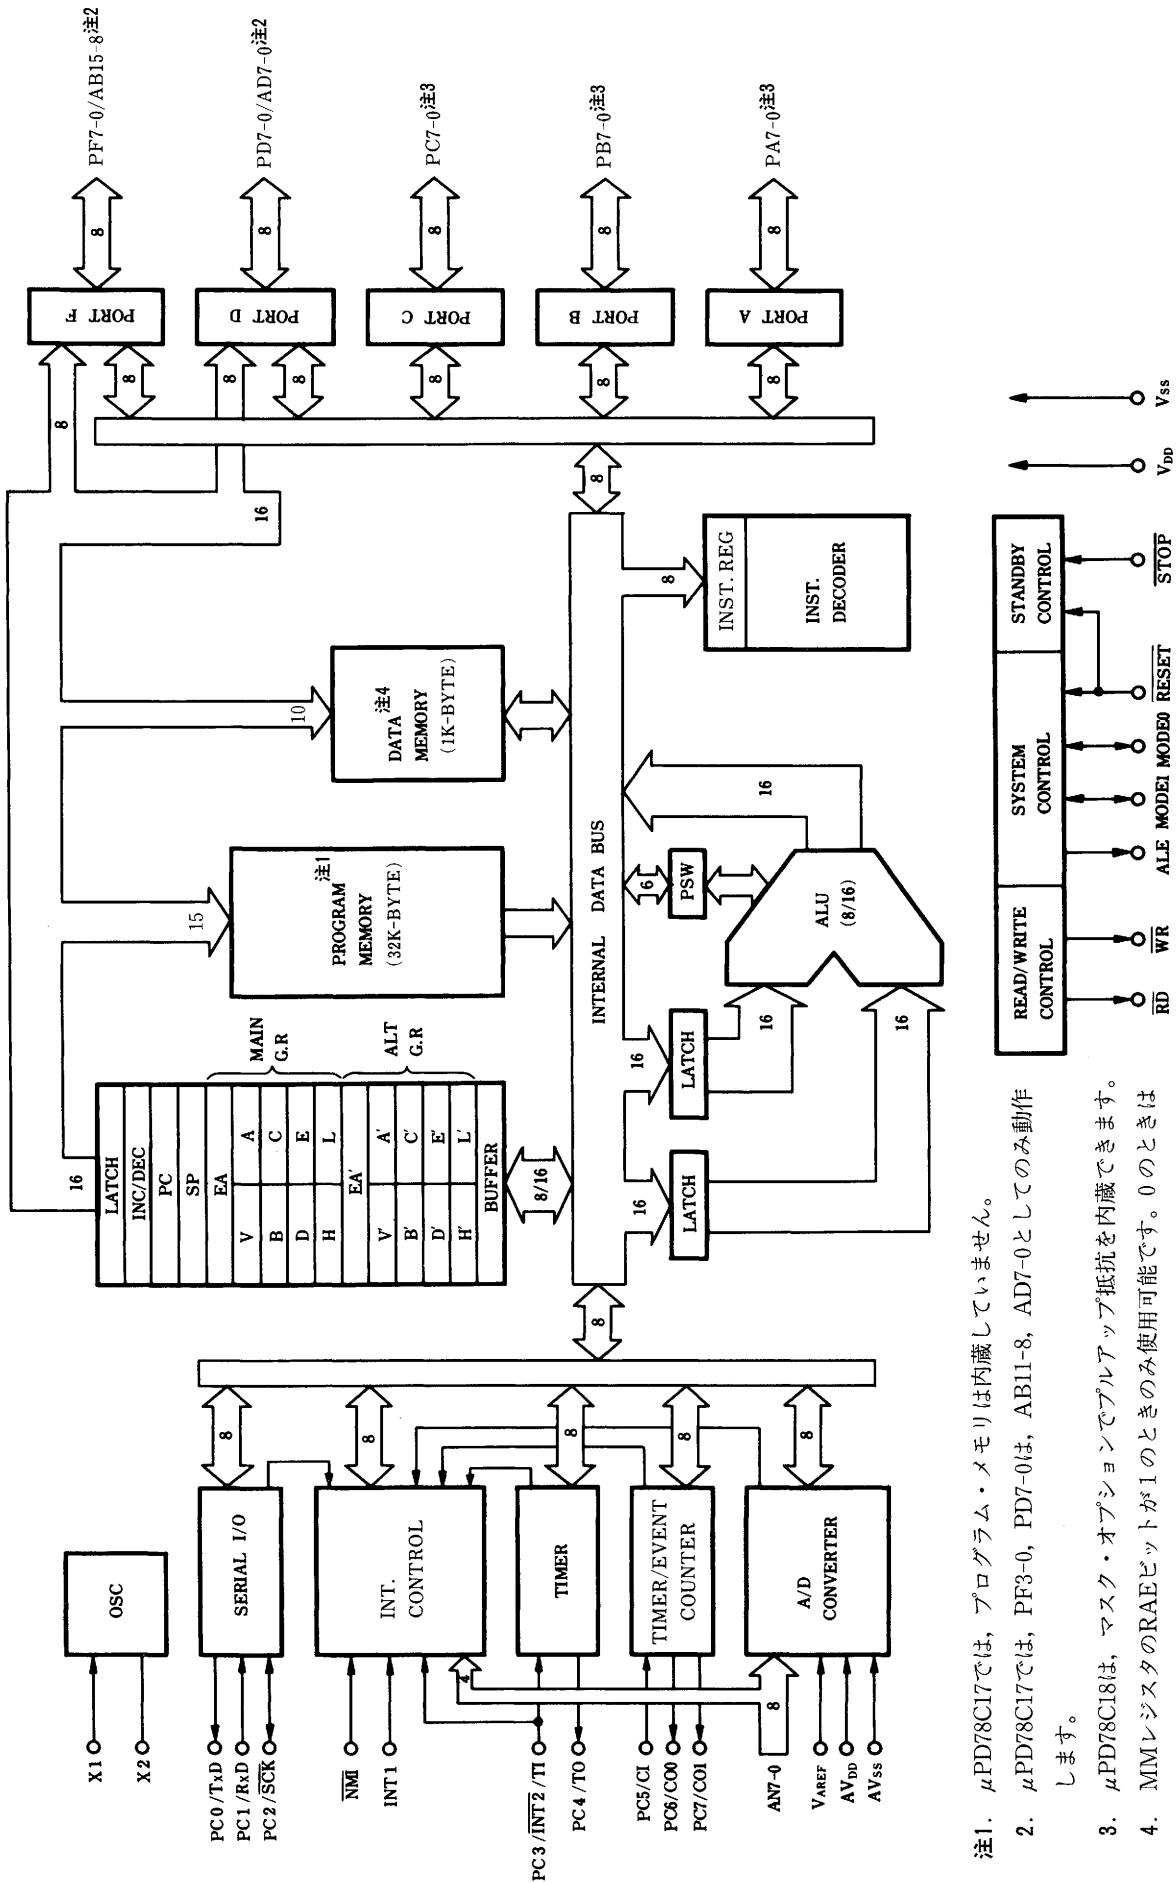 X1
X2
OSC
PC0/TxD
PC1/RxD
PC2/SCK
SERIAL I/O
8
NMI
INT1
INT.
CONTROL
8
4
PC3/INT2/TI
PC4/TO
TIMER
8
PC5/CI
PC6/CO0
PC7/CO1
TIMER/EVENT
COUNTER
8
AN7-0
8
VAREF
AVDD
AVSS
A/D
CONVERTER
8
8
16
LATCH
INC/DEC
PC
SP
EA
V A
B C
D E
H L
EA'
V' A'
B' C'
D' E'
H' L'
BUFFER
MAIN
G.R
ALT
G.R
8/16
15
注1
PROGRAM
MEMORY
(32K-BYTE)
10
注4
DATA
MEMORY
(1K-BYTE)
16
INTERNAL DATA BUS
16
LATCH
16
LATCH
16
16
6
PSW
ALU
(8/16)
16
8
INST. REG
INST.
DECODER
8
8
8
PORT F
8
PF7-0/AB15-8注2
8
8
PORT D
8
PD7-0/AD7-0注2
8
PORT C
8
PC7-0注3
8
PORT B
8
PB7-0注3
8
PORT A
8
PA7-0注3
READ/WRITE
CONTROL
SYSTEM
CONTROL
STANDBY
CONTROL
RD
WR
ALE
MODE1
MODE0
RESET
STOP
VDD
VSS
注1. μPD78C17では，プログラム・メモリは内蔵していません。
2. μPD78C17では，PF3-0，PD7-0は，AB11-8，AD7-0としてのみ動作
します。
3. μPD78C18は，マスク・オプションでプルアップ抵抗を内蔵できます。
4. MMレジスタのRAEビットが1のときのみ使用可能です。0のときは